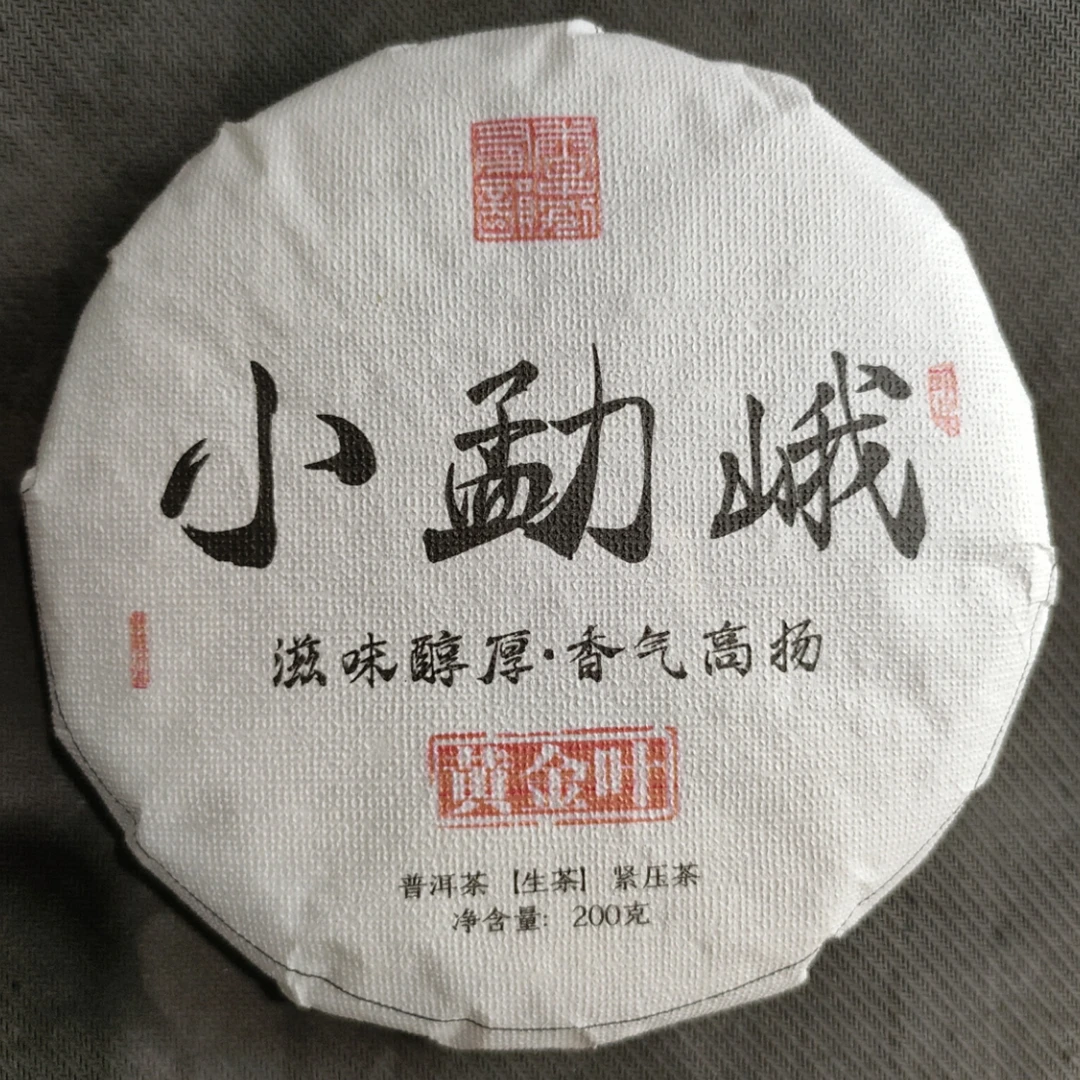 小勐峨
滋味醇厚·香气高扬
黄金叶
普洱茶【生茶】紧压茶
净含量：200克